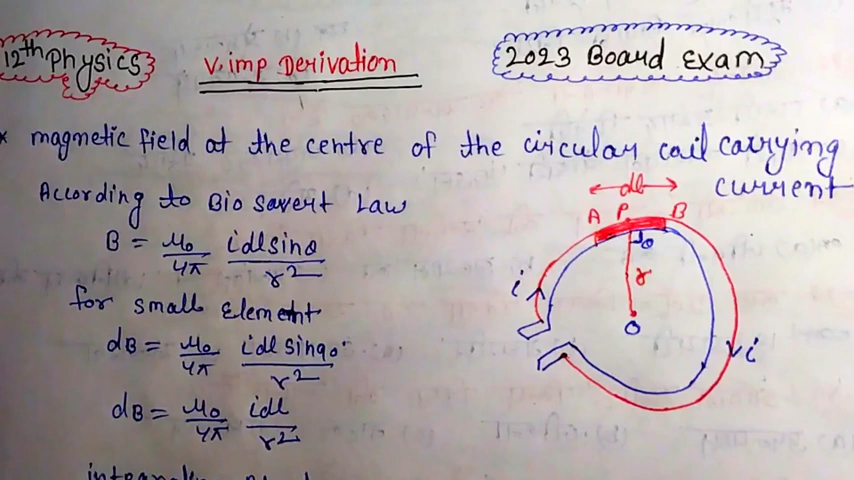 12th Physics
V. imp Derivation
2023 Board Exam
* magnetic field at the centre of the circular coil carrying
current
According to Bio Savert Law
B = μ₀/4π idlsinθ/r²
for small Element
dB = μ₀/4π idl sin90°/r²
dB = μ₀/4π idl/r²
dl
A P B
θ
r
i
O
i